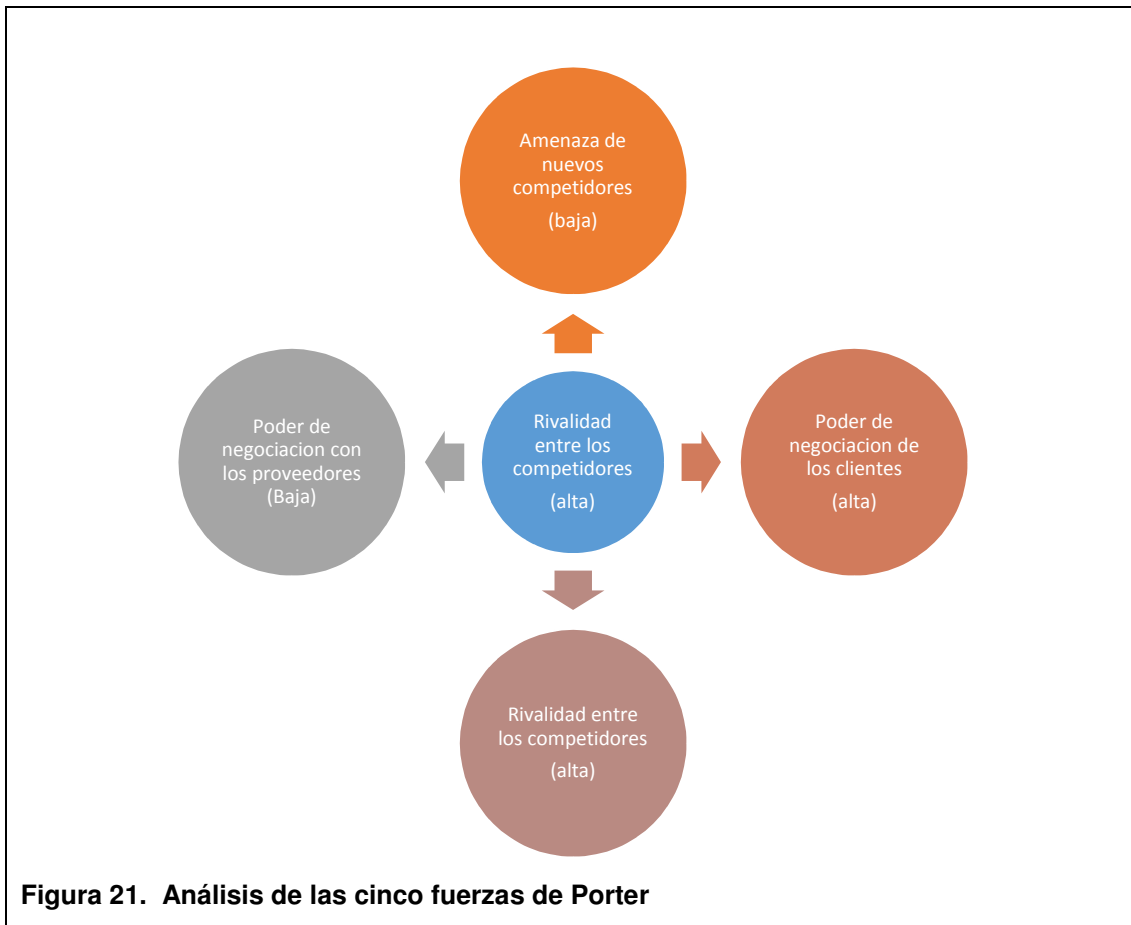 Amenaza de
nuevos
competidores
(baja)
Poder de
negociacion con
los proveedores
(Baja)
Rivalidad
entre los
competidores
(alta)
Poder de
negociacion de
los clientes
(alta)
Rivalidad entre
los competidores
(alta)
Figura 21. Análisis de las cinco fuerzas de Porter